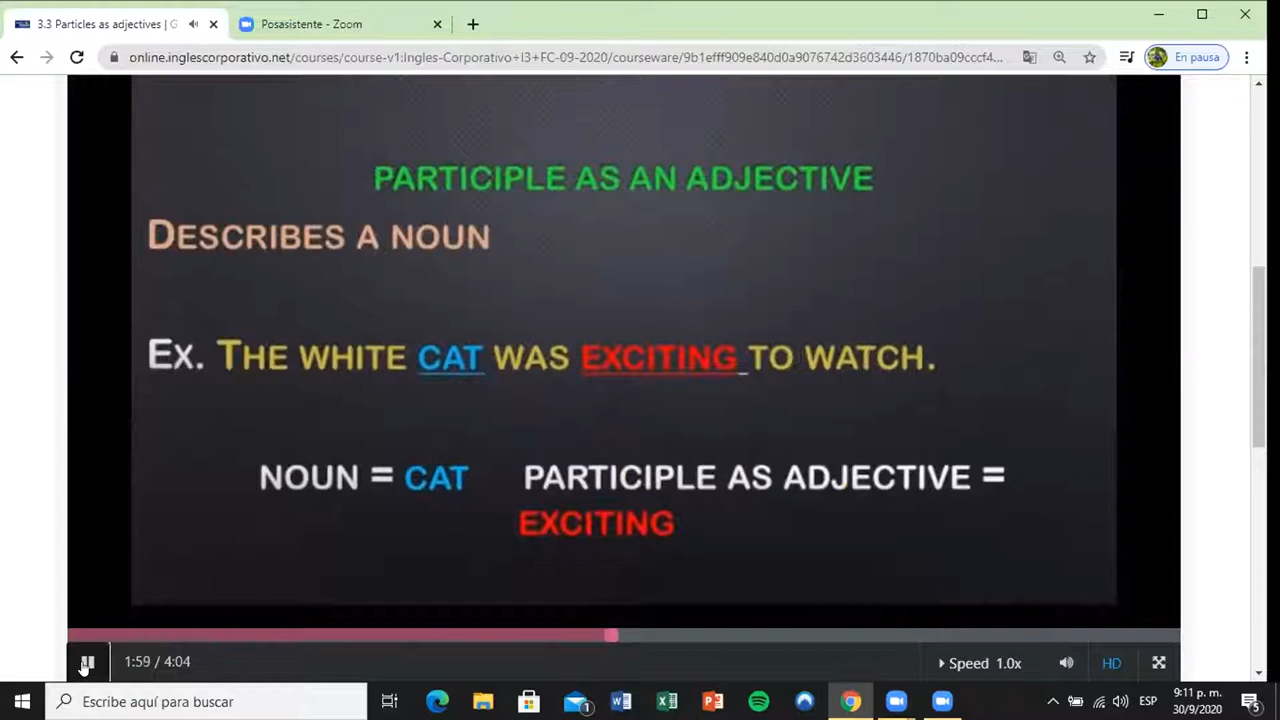 3.3 Particles as adjectives | G
Posasistente - Zoom
online.inglescorporativo.net/courses/course-v1:Ingles-Corporativo+I3+FC-09-2020/courseware/9b1efff909e840d0a9076742d3603446/1870ba09cccf4...
En pausa
PARTICIPLE AS AN ADJECTIVE
DESCRIBES A NOUN
EX. THE WHITE CAT WAS EXCITING TO WATCH.
NOUN = CAT PARTICIPLE AS ADJECTIVE =
EXCITING
1:59 / 4:04
Speed 1.0x
HD
Escribe aquí para buscar
1
ESP
9:11 p. m.
30/9/2020
5